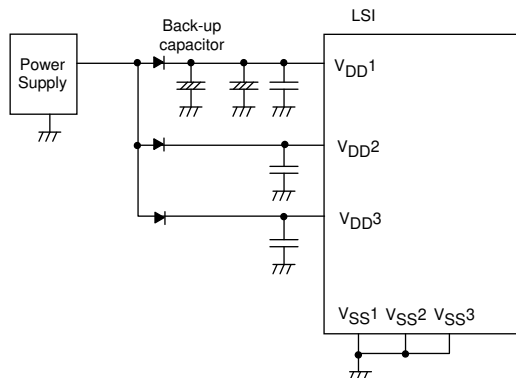 LSI
Back-up
capacitor
Power
Supply
VDD1
VDD2
VDD3
VSS1 VSS2 VSS3